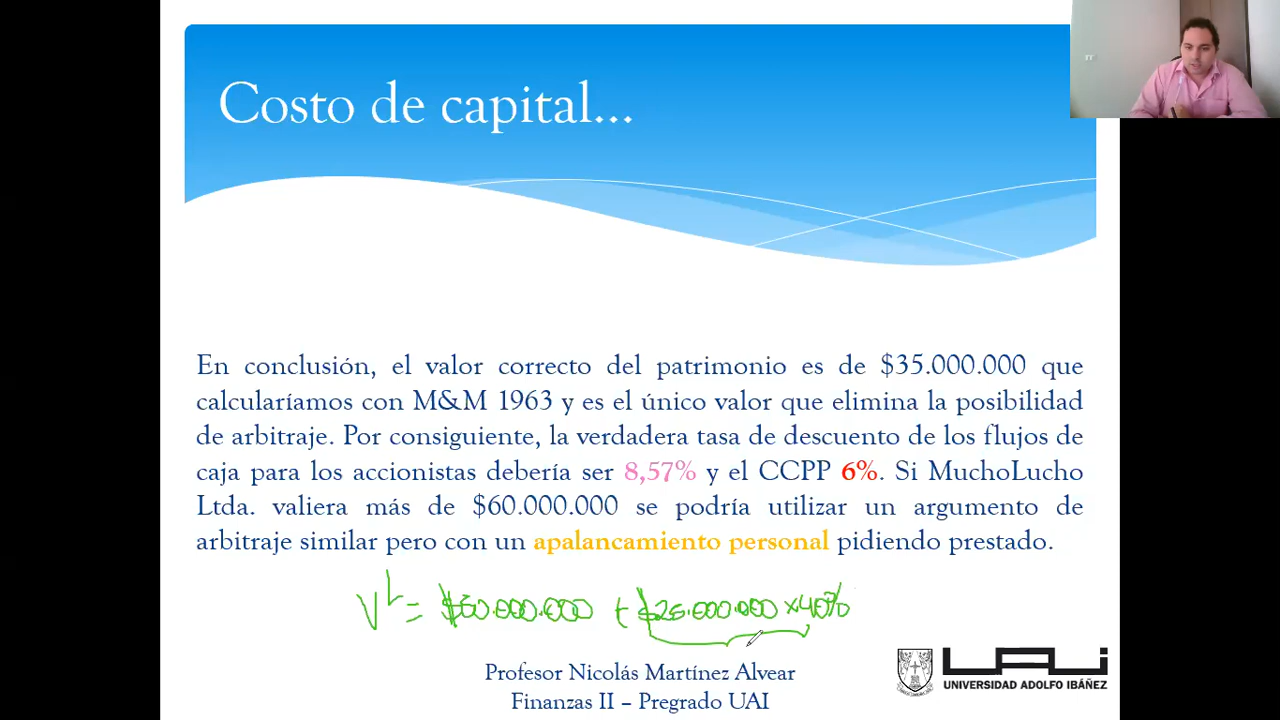 Costo de capital...
En conclusión, el valor correcto del patrimonio es de $35.000.000 que
calcularíamos con M&M 1963 y es el único valor que elimina la posibilidad
de arbitraje. Por consiguiente, la verdadera tasa de descuento de los flujos de
caja para los accionistas debería ser 8,57% y el CCPP 6%. Si MuchoLucho
Ltda. valiera más de $60.000.000 se podría utilizar un argumento de
arbitraje similar pero con un apalancamiento personal pidiendo prestado.
V^L = $50.000.000 + $25.000.000 x 40%
Profesor Nicolás Martínez Alvear
Finanzas II – Pregrado UAI
UAI
UNIVERSIDAD ADOLFO IBÁÑEZ